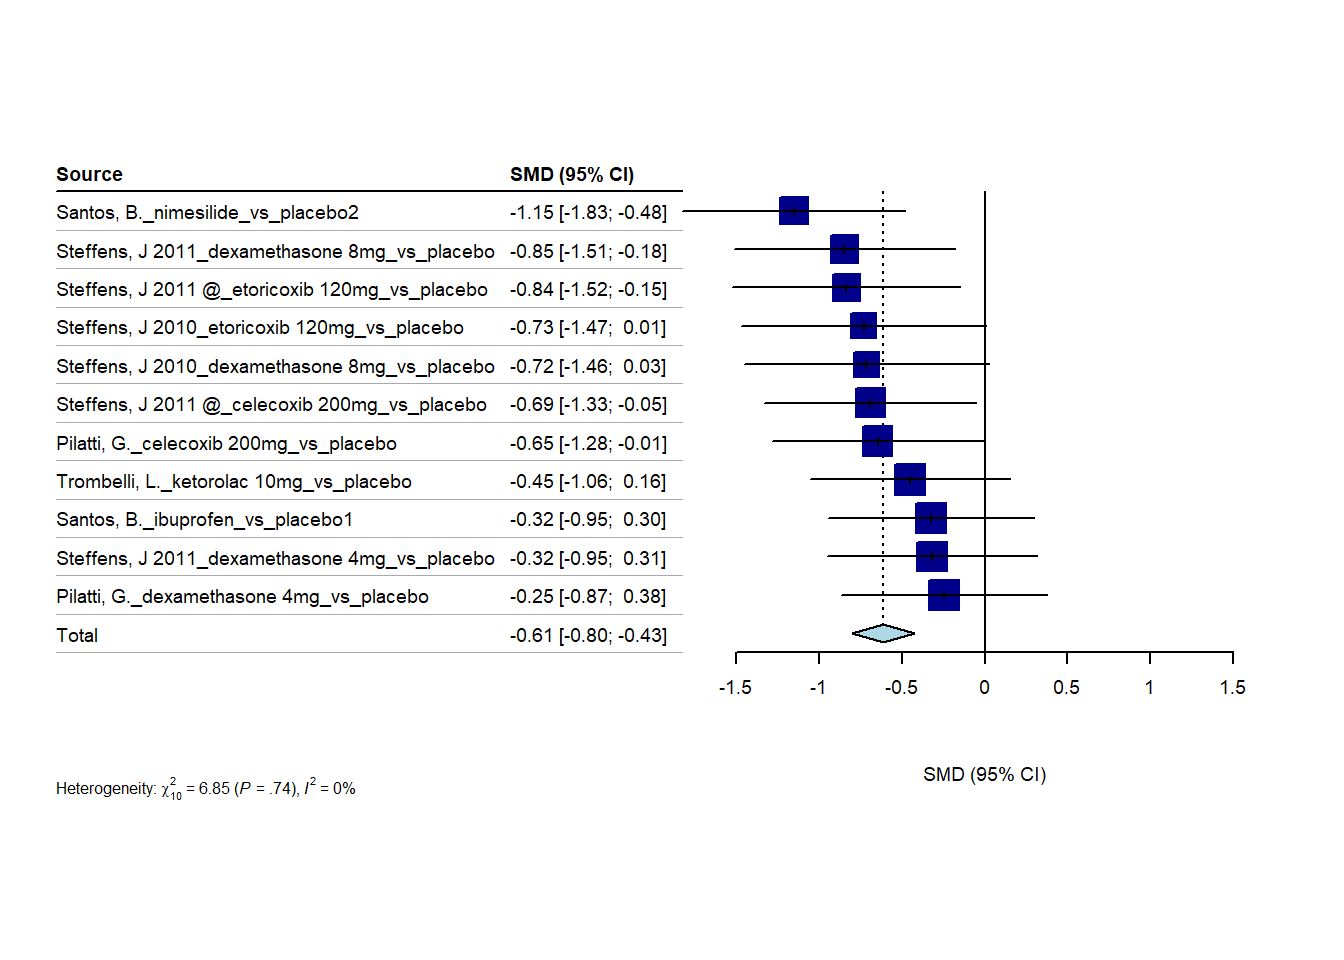 Source SMD (95% CI)
Santos, B._nimesilide_vs_placebo2 -1.15 [-1.83; -0.48]
Steffens, J 2011_dexamethasone 8mg_vs_placebo -0.85 [-1.51; -0.18]
Steffens, J 2011 @_etoricoxib 120mg_vs_placebo -0.84 [-1.52; -0.15]
Steffens, J 2010_etoricoxib 120mg_vs_placebo -0.73 [-1.47; 0.01]
Steffens, J 2010_dexamethasone 8mg_vs_placebo -0.72 [-1.46; 0.03]
Steffens, J 2011 @_celecoxib 200mg_vs_placebo -0.69 [-1.33; -0.05]
Pilatti, G._celecoxib 200mg_vs_placebo -0.65 [-1.28; -0.01]
Trombelli, L._ketorolac 10mg_vs_placebo -0.45 [-1.06; 0.16]
Santos, B._ibuprofen_vs_placebo1 -0.32 [-0.95; 0.30]
Steffens, J 2011_dexamethasone 4mg_vs_placebo -0.32 [-0.95; 0.31]
Pilatti, G._dexamethasone 4mg_vs_placebo -0.25 [-0.87; 0.38]
Total -0.61 [-0.80; -0.43]
-1.5 -1 -0.5 0 0.5 1 1.5
SMD (95% CI)
Heterogeneity: χ²₁₀ = 6.85 (P = .74), I² = 0%